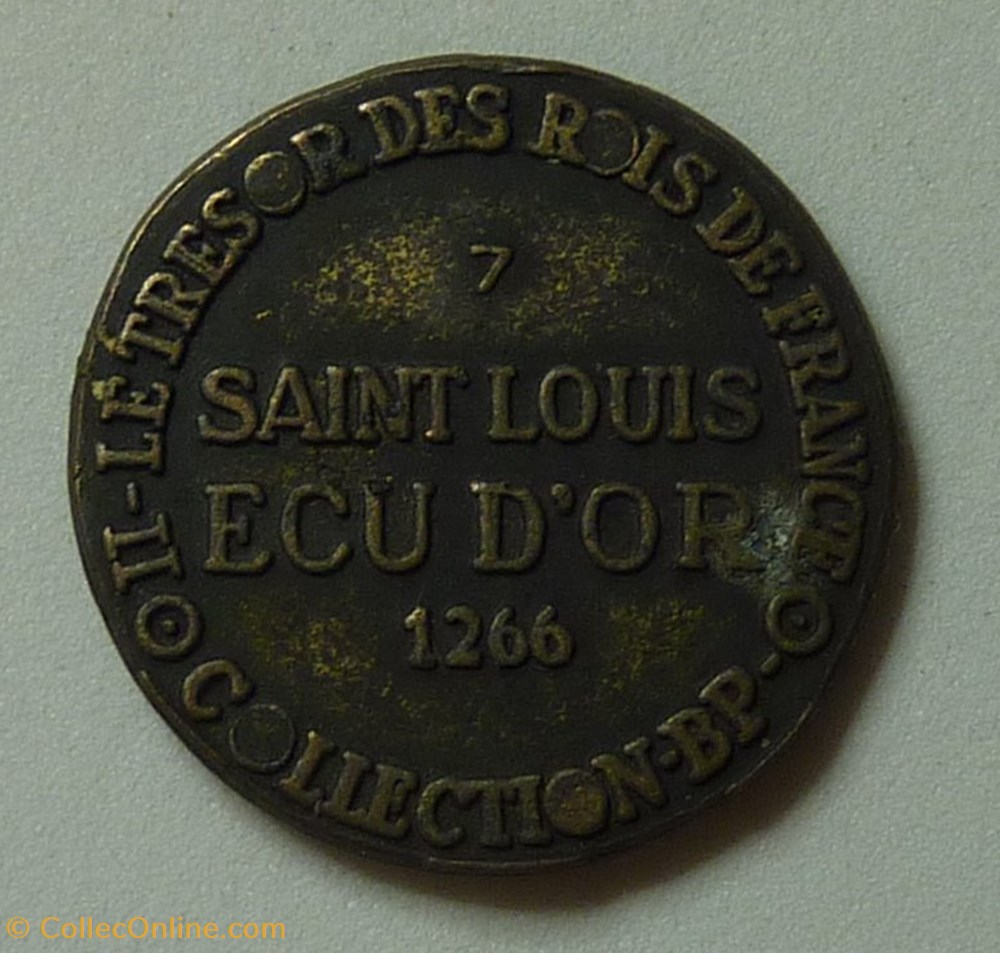 II - LE TRESOR DES ROIS DE FRANCE
7
SAINT LOUIS
ECU D'OR
1266
COLLECTION · BP -
© CollecOnline.com